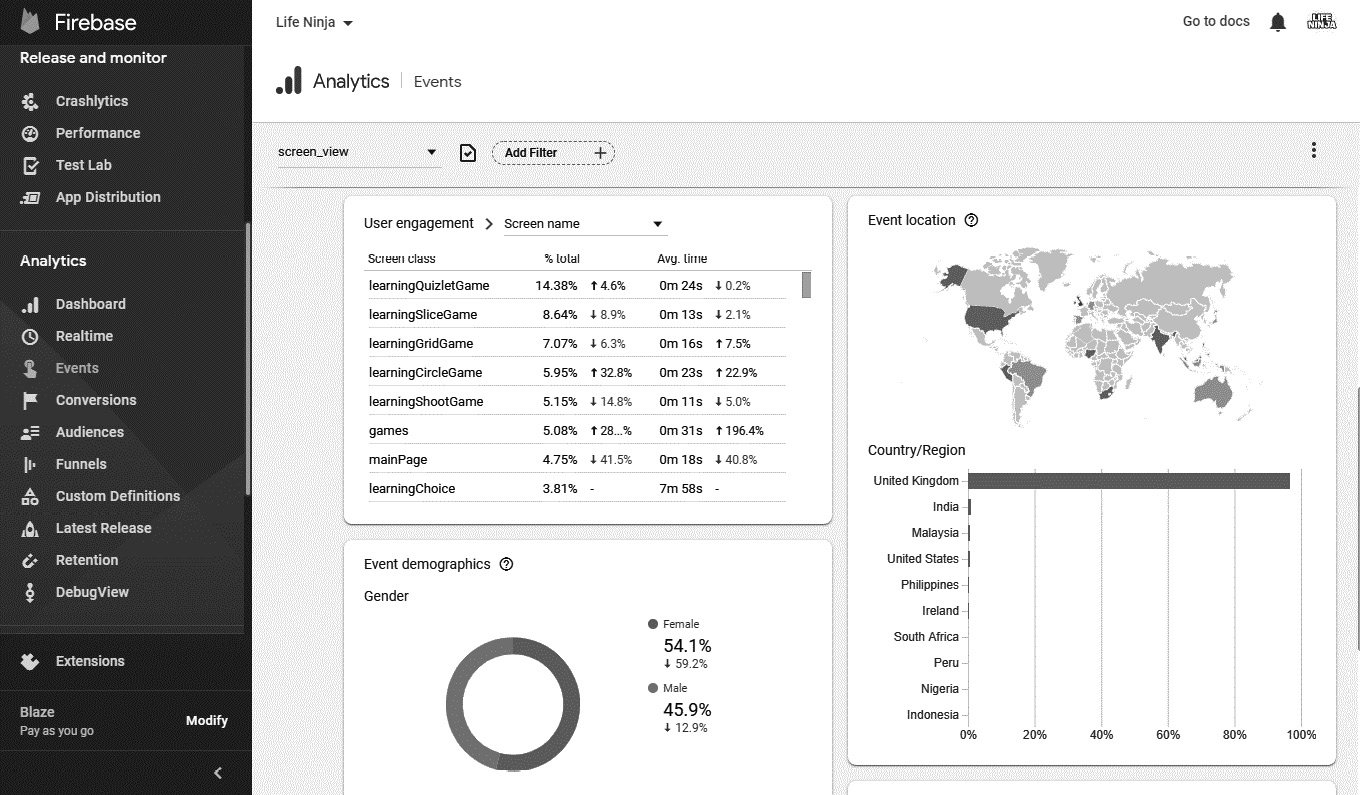 Firebase
Release and monitor
Crashlytics
Performance
Test Lab
App Distribution
Analytics
Dashboard
Realtime
Events
Conversions
Audiences
Funnels
Custom Definitions
Latest Release
Retention
DebugView
Extensions
Blaze
Pay as you go
Modify
Life Ninja
Go to docs
LIFE
NINJA
Analytics
Events
screen_view
Add Filter
User engagement
Screen name
Screen class % total Avg. time
learningQuizletGame 14.38% ↑ 4.6% 0m 24s ↓ 0.2%
learningSliceGame 8.64% ↓ 8.9% 0m 13s ↓ 2.1%
learningGridGame 7.07% ↓ 6.3% 0m 16s ↑ 7.5%
learningCircleGame 5.95% ↑ 32.8% 0m 23s ↑ 22.9%
learningShootGame 5.15% ↓ 14.8% 0m 11s ↓ 5.0%
games 5.08% ↑ 28...% 0m 31s ↑ 196.4%
mainPage 4.75% ↓ 41.5% 0m 18s ↓ 40.8%
learningChoice 3.81% - 7m 58s -
Event demographics
Gender
Female
54.1%
↓ 59.2%
Male
45.9%
↓ 12.9%
Event location
Country/Region
United Kingdom
India
Malaysia
United States
Philippines
Ireland
South Africa
Peru
Nigeria
Indonesia
0% 20% 40% 60% 80% 100%